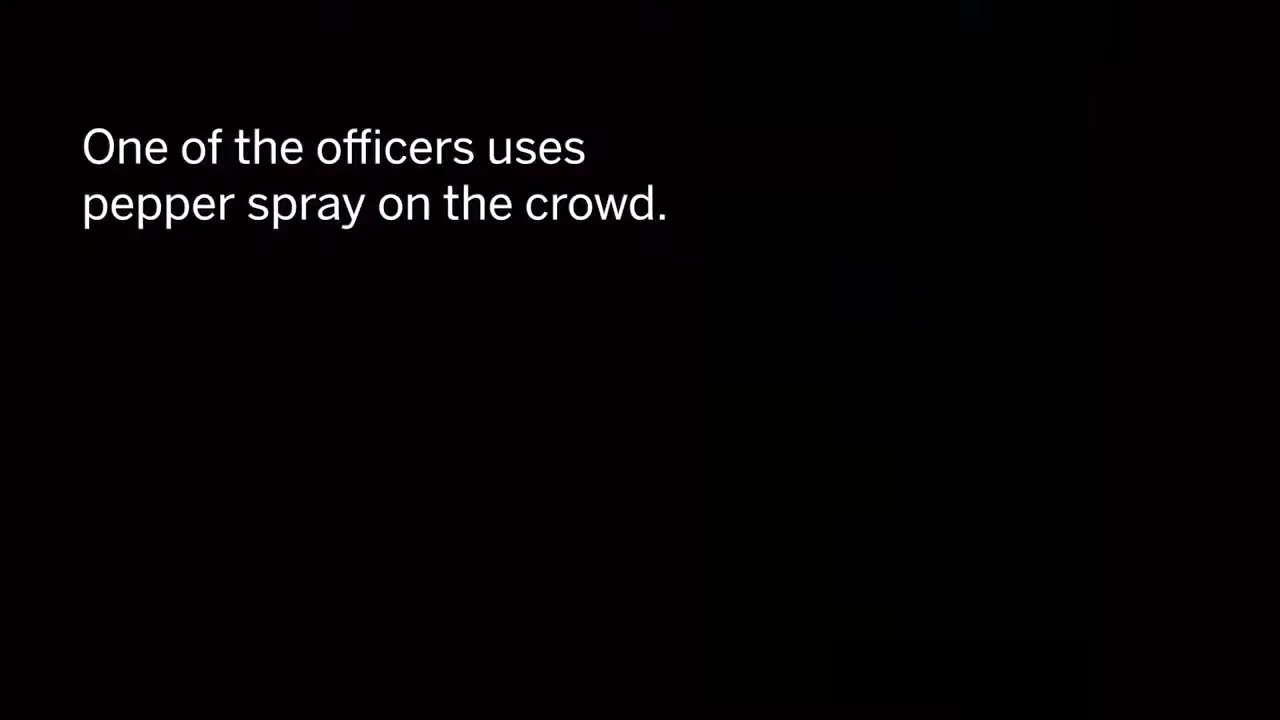 One of the officers uses
pepper spray on the crowd.